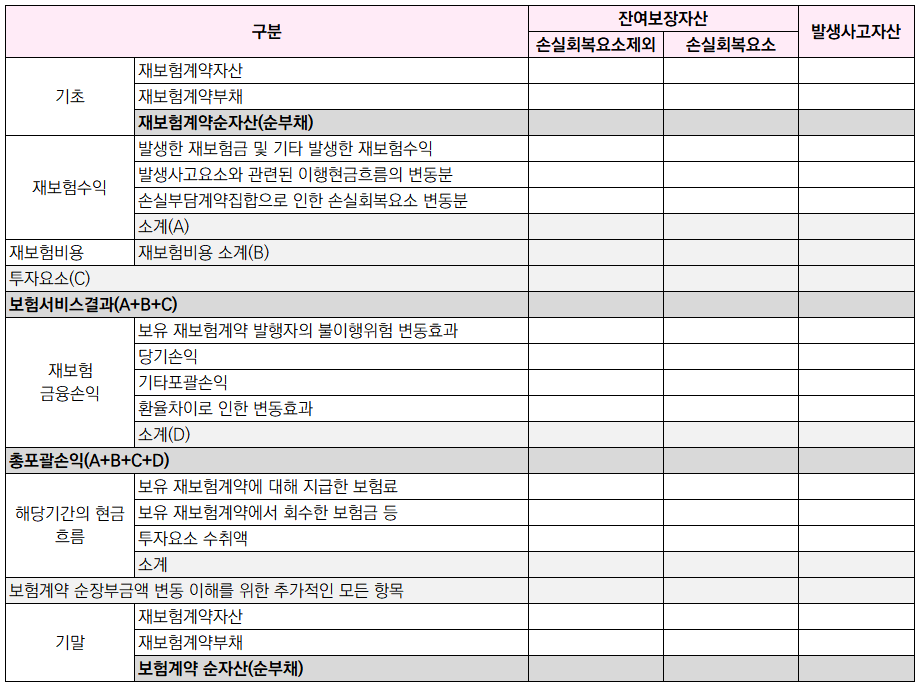 구분
잔여보장자산
발생사고자산
손실회복요소제외
손실회복요소
기초
재보험계약자산
재보험계약부채
재보험계약순자산(순부채)
재보험수익
발생한 재보험금 및 기타 발생한 재보험수익
발생사고요소와 관련된 이행현금흐름의 변동분
손실부담계약집합으로 인한 손실회복요소 변동분
소계(A)
재보험비용
재보험비용 소계(B)
투자요소(C)
보험서비스결과(A+B+C)
재보험
금융손익
보유 재보험계약 발행자의 불이행위험 변동효과
당기손익
기타포괄손익
환율차이로 인한 변동효과
소계(D)
총포괄손익(A+B+C+D)
해당기간의 현금
흐름
보유 재보험계약에 대해 지급한 보험료
보유 재보험계약에서 회수한 보험금 등
투자요소 수취액
소계
보험계약 순장부금액 변동 이해를 위한 추가적인 모든 항목
기말
재보험계약자산
재보험계약부채
보험계약 순자산(순부채)